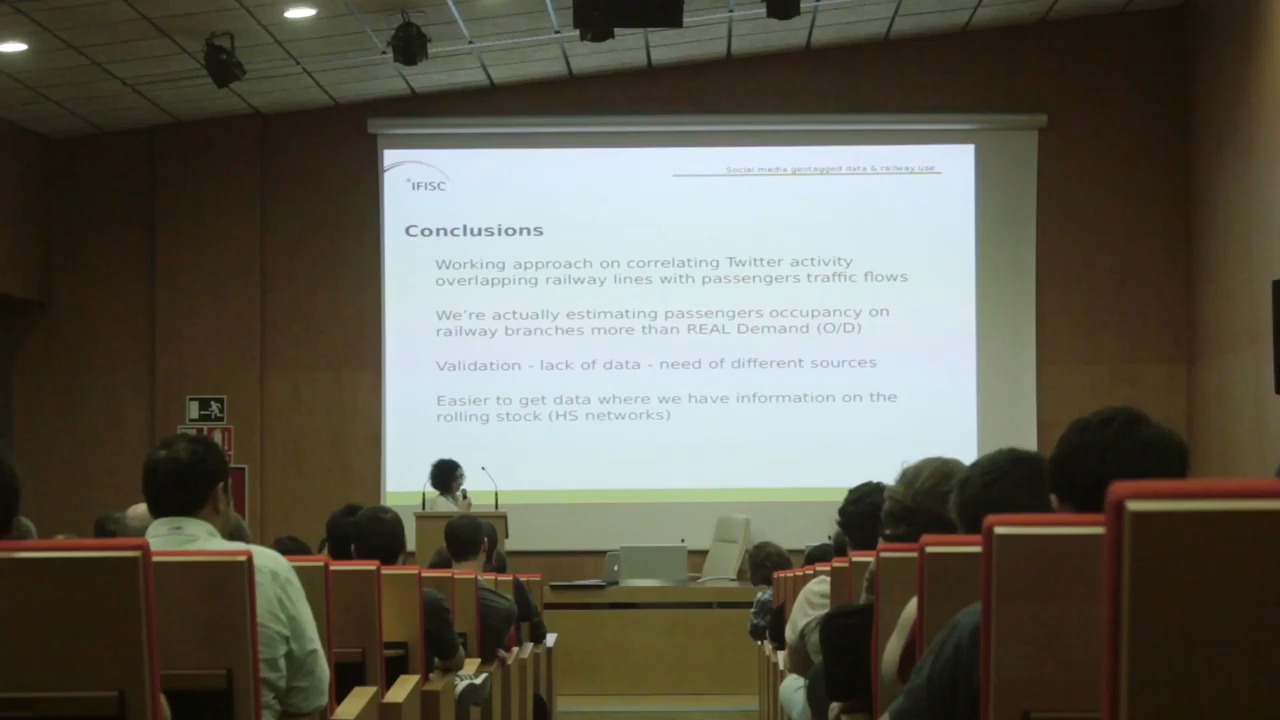 IFISC
Social media geotagged data & railway use
Conclusions
Working approach on correlating Twitter activity
overlapping railway lines with passengers traffic flows
We're actually estimating passengers occupancy on
railway branches more than REAL Demand (O/D)
Validation - lack of data - need of different sources
Easier to get data where we have information on the
rolling stock (HS networks)